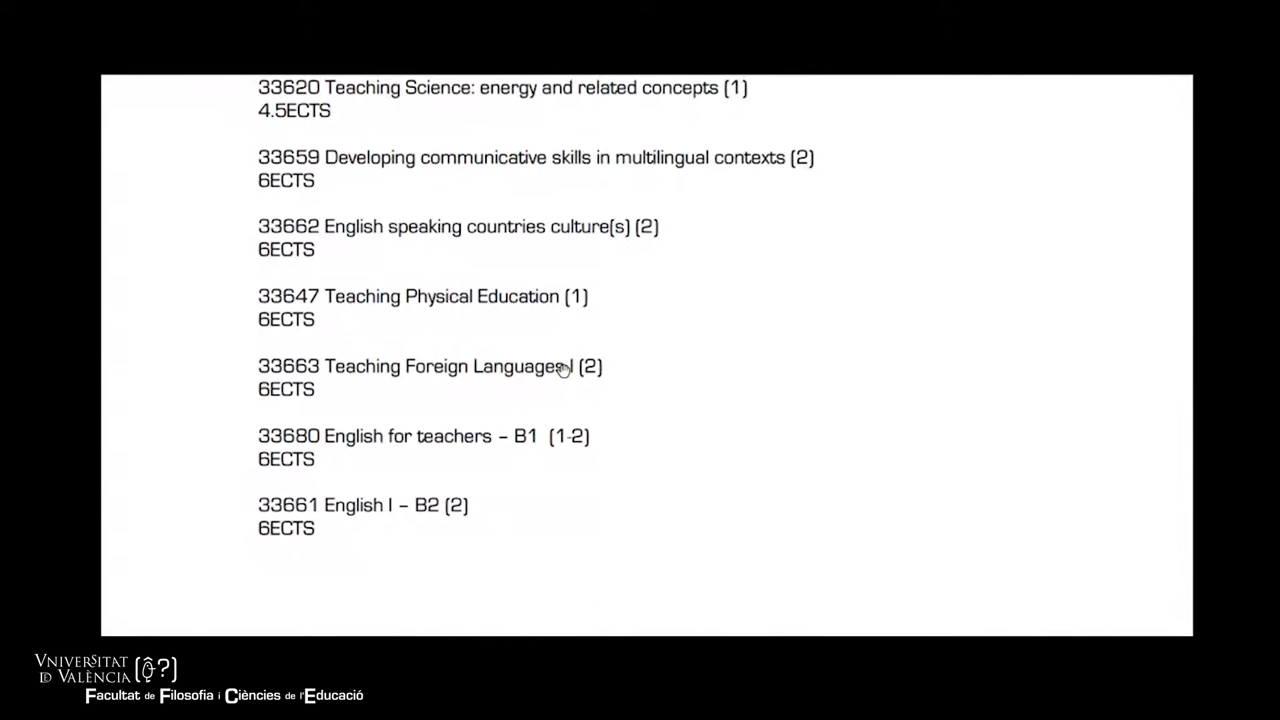 33620 Teaching Science: energy and related concepts (1)
4.5ECTS
33659 Developing communicative skills in multilingual contexts (2)
6ECTS
33662 English speaking countries culture(s) (2)
6ECTS
33647 Teaching Physical Education (1)
6ECTS
33663 Teaching Foreign Languages I (2)
6ECTS
33680 English for teachers – B1 (1-2)
6ECTS
33661 English I – B2 (2)
6ECTS
VNIVERSITAT
DE VALÈNCIA
Facultat de Filosofia i Ciències de l'Educació